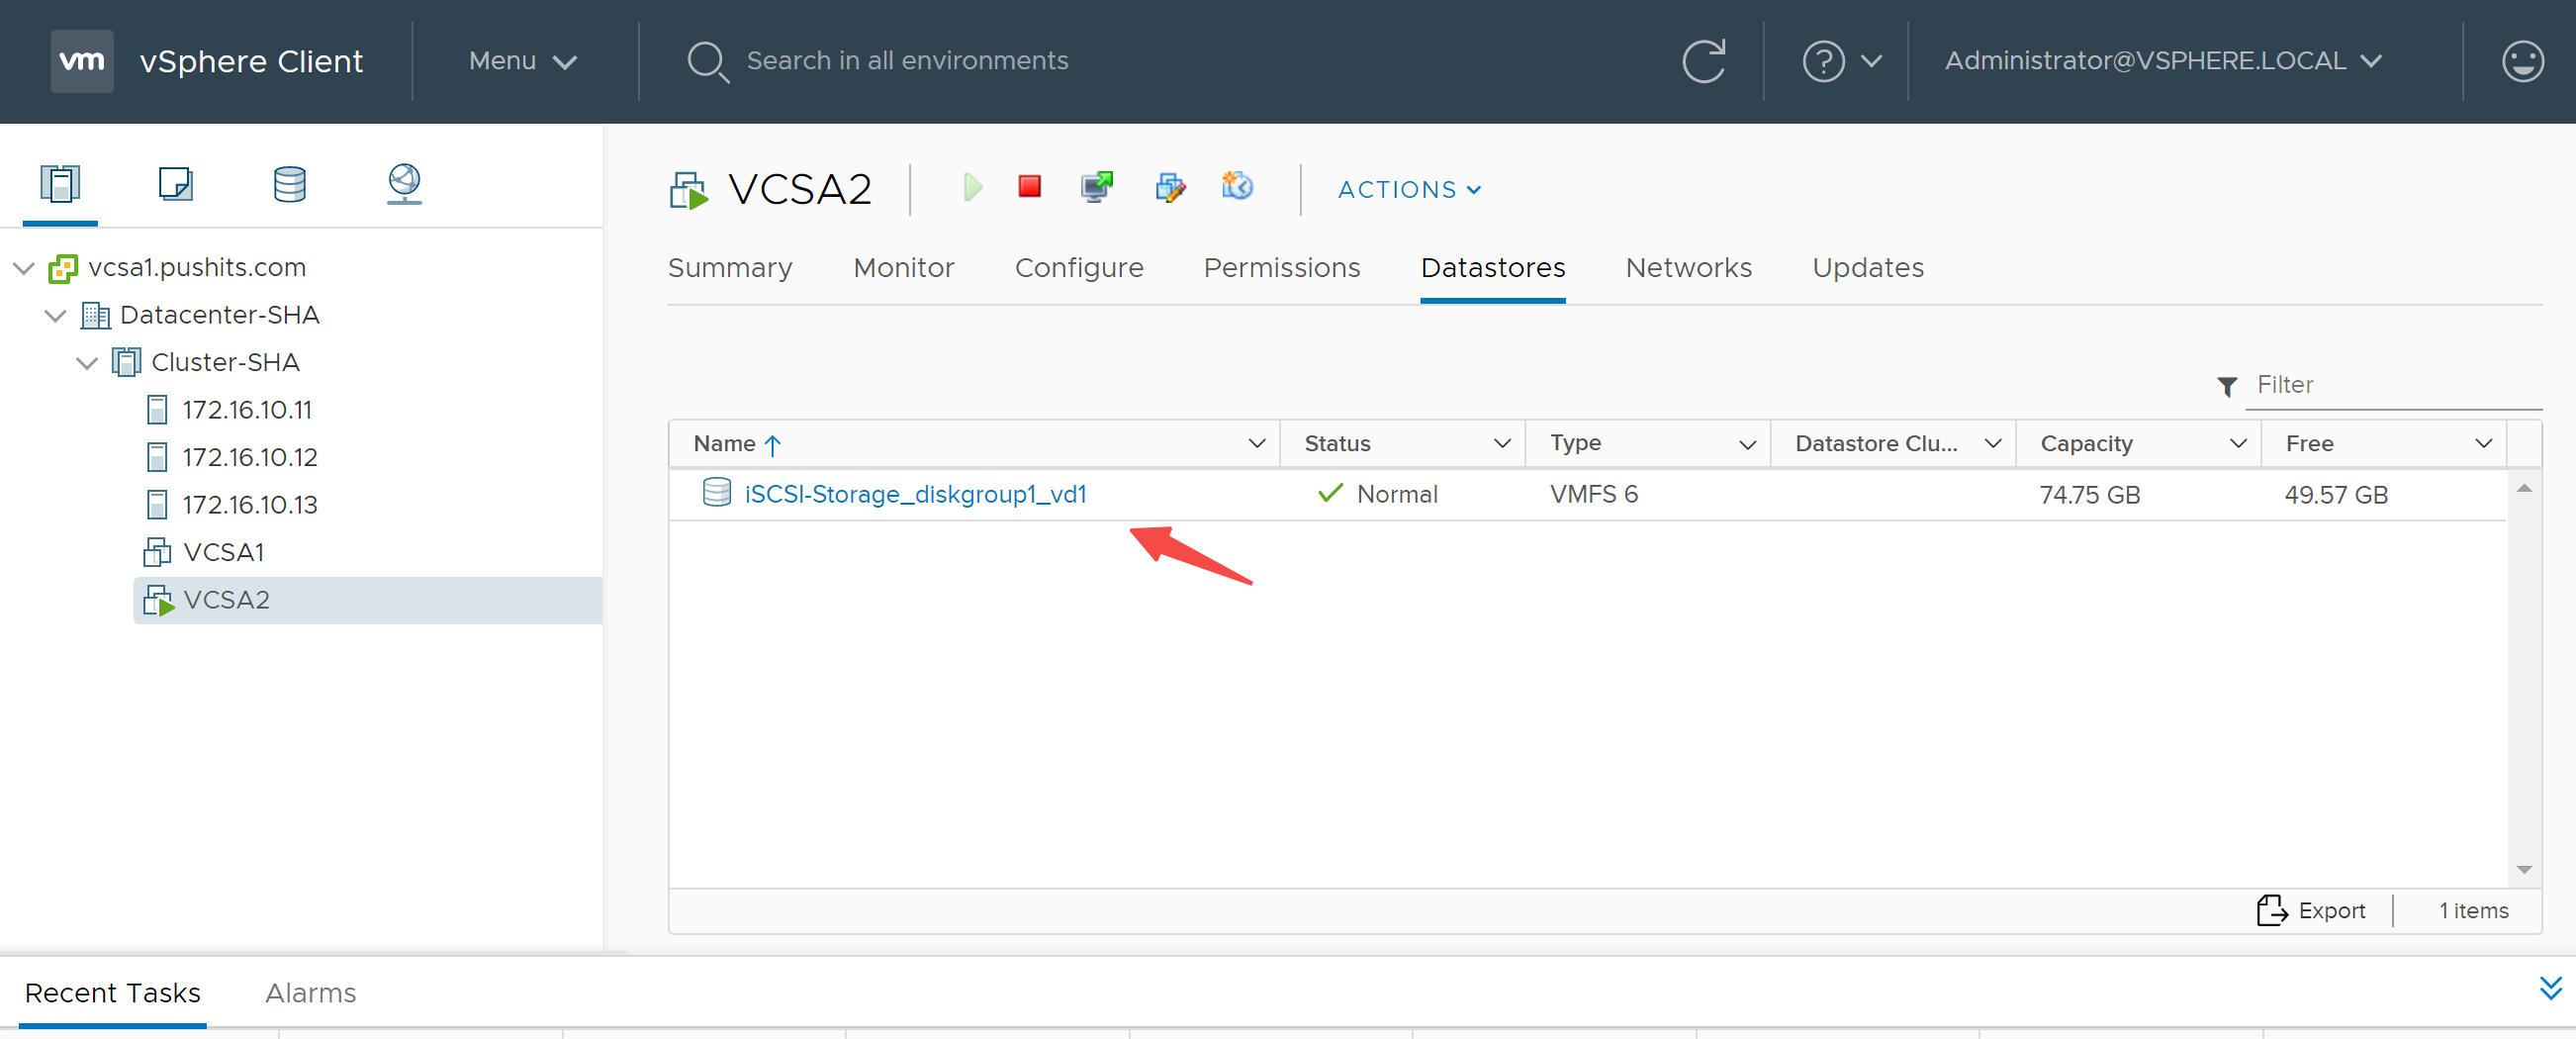 vm vSphere Client Menu Search in all environments ? Administrator@VSPHERE.LOCAL
VCSA2 ACTIONS
Summary Monitor Configure Permissions Datastores Networks Updates
vcsa1.pushits.com
Datacenter-SHA
Cluster-SHA
172.16.10.11
172.16.10.12
172.16.10.13
VCSA1
VCSA2
Filter
Name Status Type Datastore Clu... Capacity Free
iSCSI-Storage_diskgroup1_vd1 Normal VMFS 6 74.75 GB 49.57 GB
Export 1 items
Recent Tasks Alarms